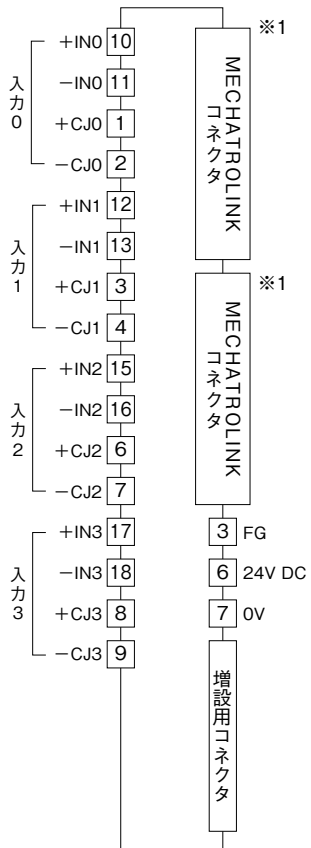 入力0
+IN0 10
−IN0 11
+CJ0 1
−CJ0 2
入力1
+IN1 12
−IN1 13
+CJ1 3
−CJ1 4
入力2
+IN2 15
−IN2 16
+CJ2 6
−CJ2 7
入力3
+IN3 17
−IN3 18
+CJ3 8
−CJ3 9
※1
MECHATROLINK
コネクタ
※1
MECHATROLINK
コネクタ
3 FG
6 24V DC
7 0V
増設用コネクタ